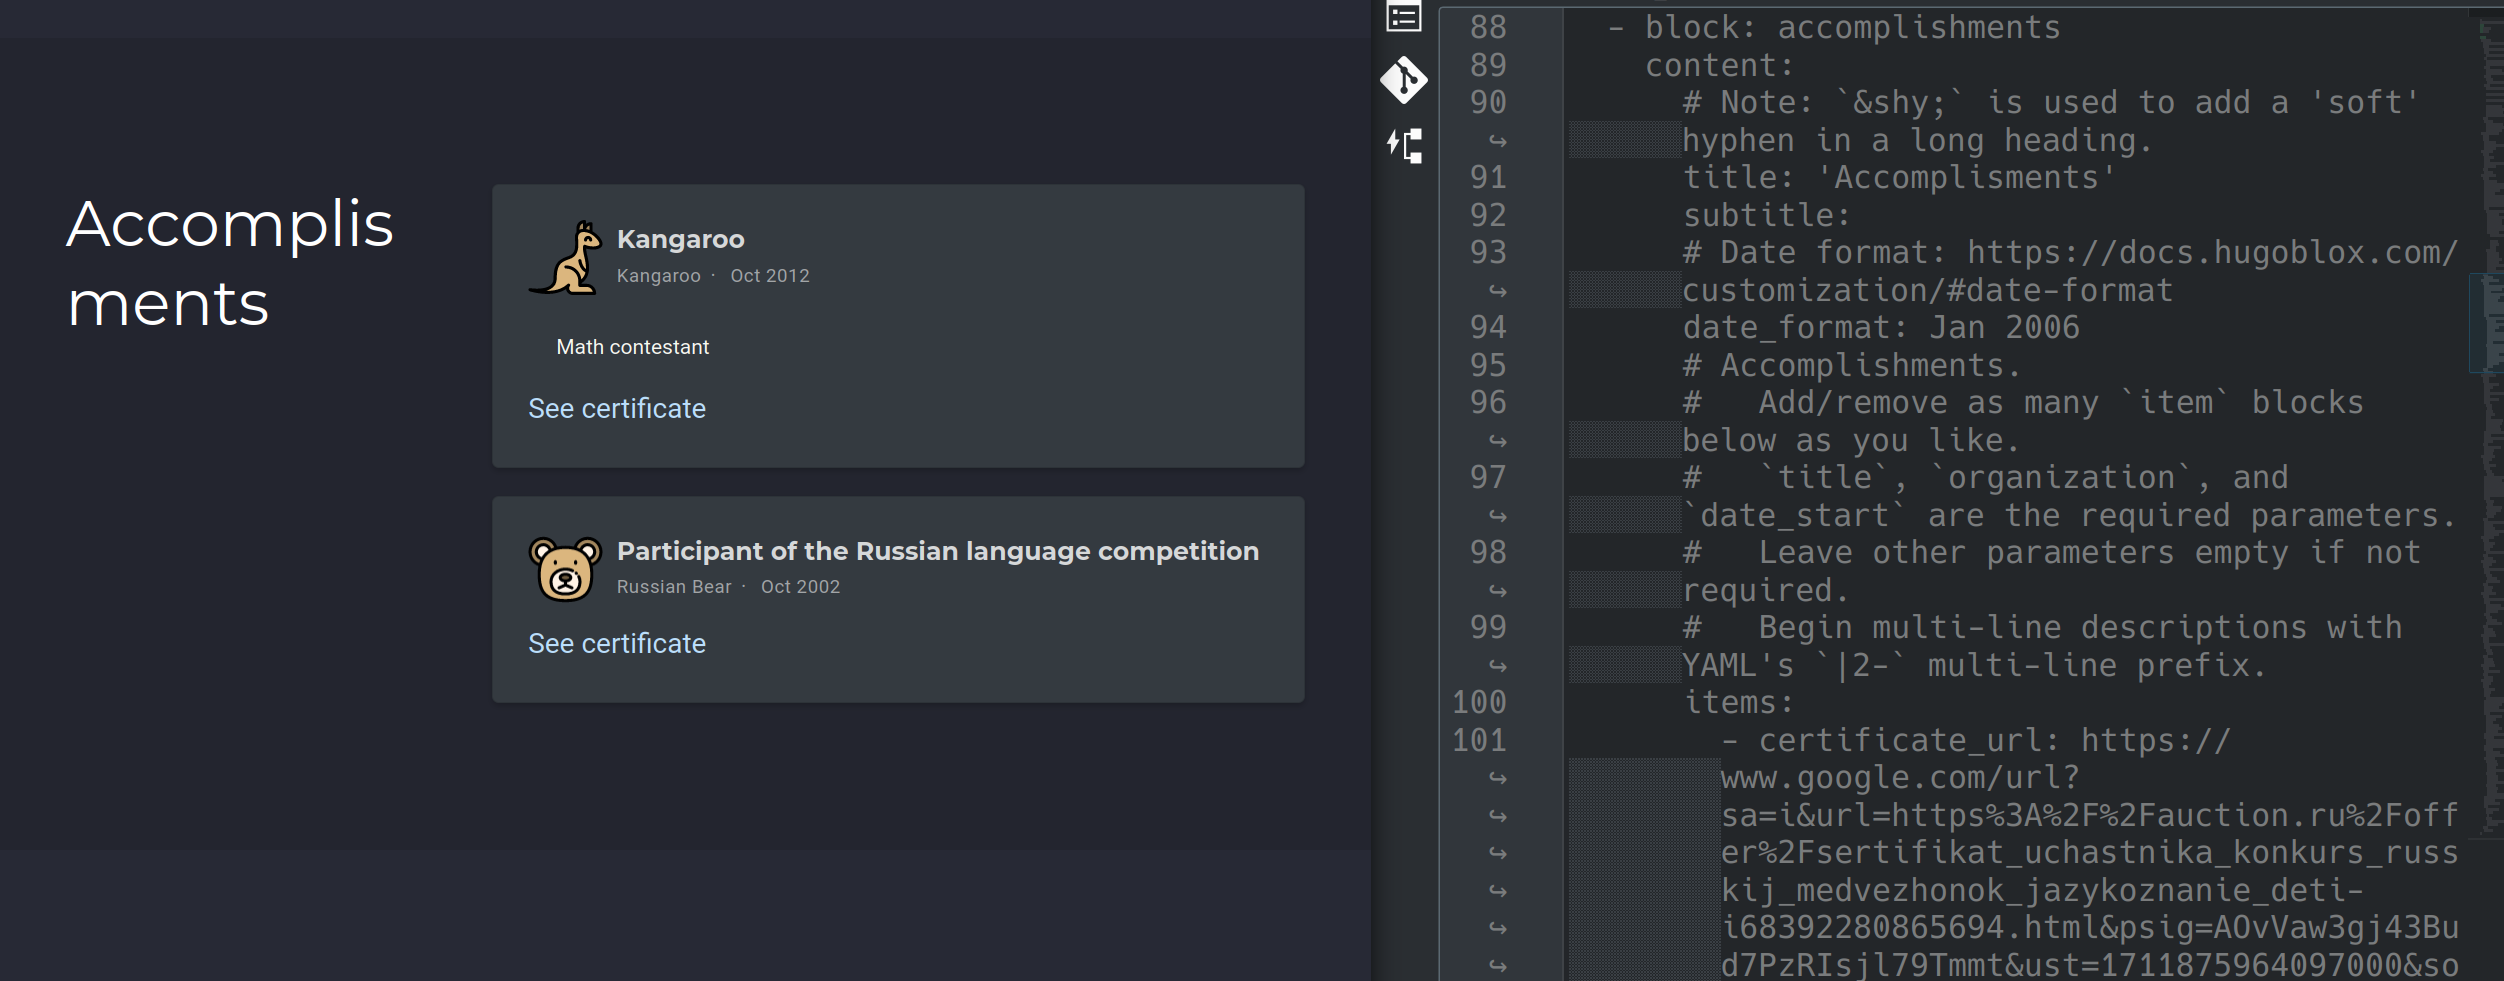 Accomplis
ments
Kangaroo
Kangaroo · Oct 2012
Math contestant
See certificate
Participant of the Russian language competition
Russian Bear · Oct 2002
See certificate
88 - block: accomplishments
89 content:
90 # Note: `&shy;` is used to add a 'soft'
↪ hyphen in a long heading.
91 title: 'Accomplisments'
92 subtitle:
93 # Date format: https://docs.hugoblox.com/
↪ customization/#date-format
94 date_format: Jan 2006
95 # Accomplishments.
96 #   Add/remove as many `item` blocks
↪ below as you like.
97 #   `title`, `organization`, and
↪ `date_start` are the required parameters.
98 #   Leave other parameters empty if not
↪ required.
99 #   Begin multi-line descriptions with
↪ YAML's `|2-` multi-line prefix.
100 items:
101 - certificate_url: https://
↪ www.google.com/url?
↪ sa=i&url=https%3A%2F%2Fauction.ru%2Foff
↪ er%2Fsertifikat_uchastnika_konkurs_russ
↪ kij_medvezhonok_jazykoznanie_deti-
↪ i68392280865694.html&psig=AOvVaw3gj43Bu
↪ d7PzRIsjl79Tmmt&ust=1711875964097000&so